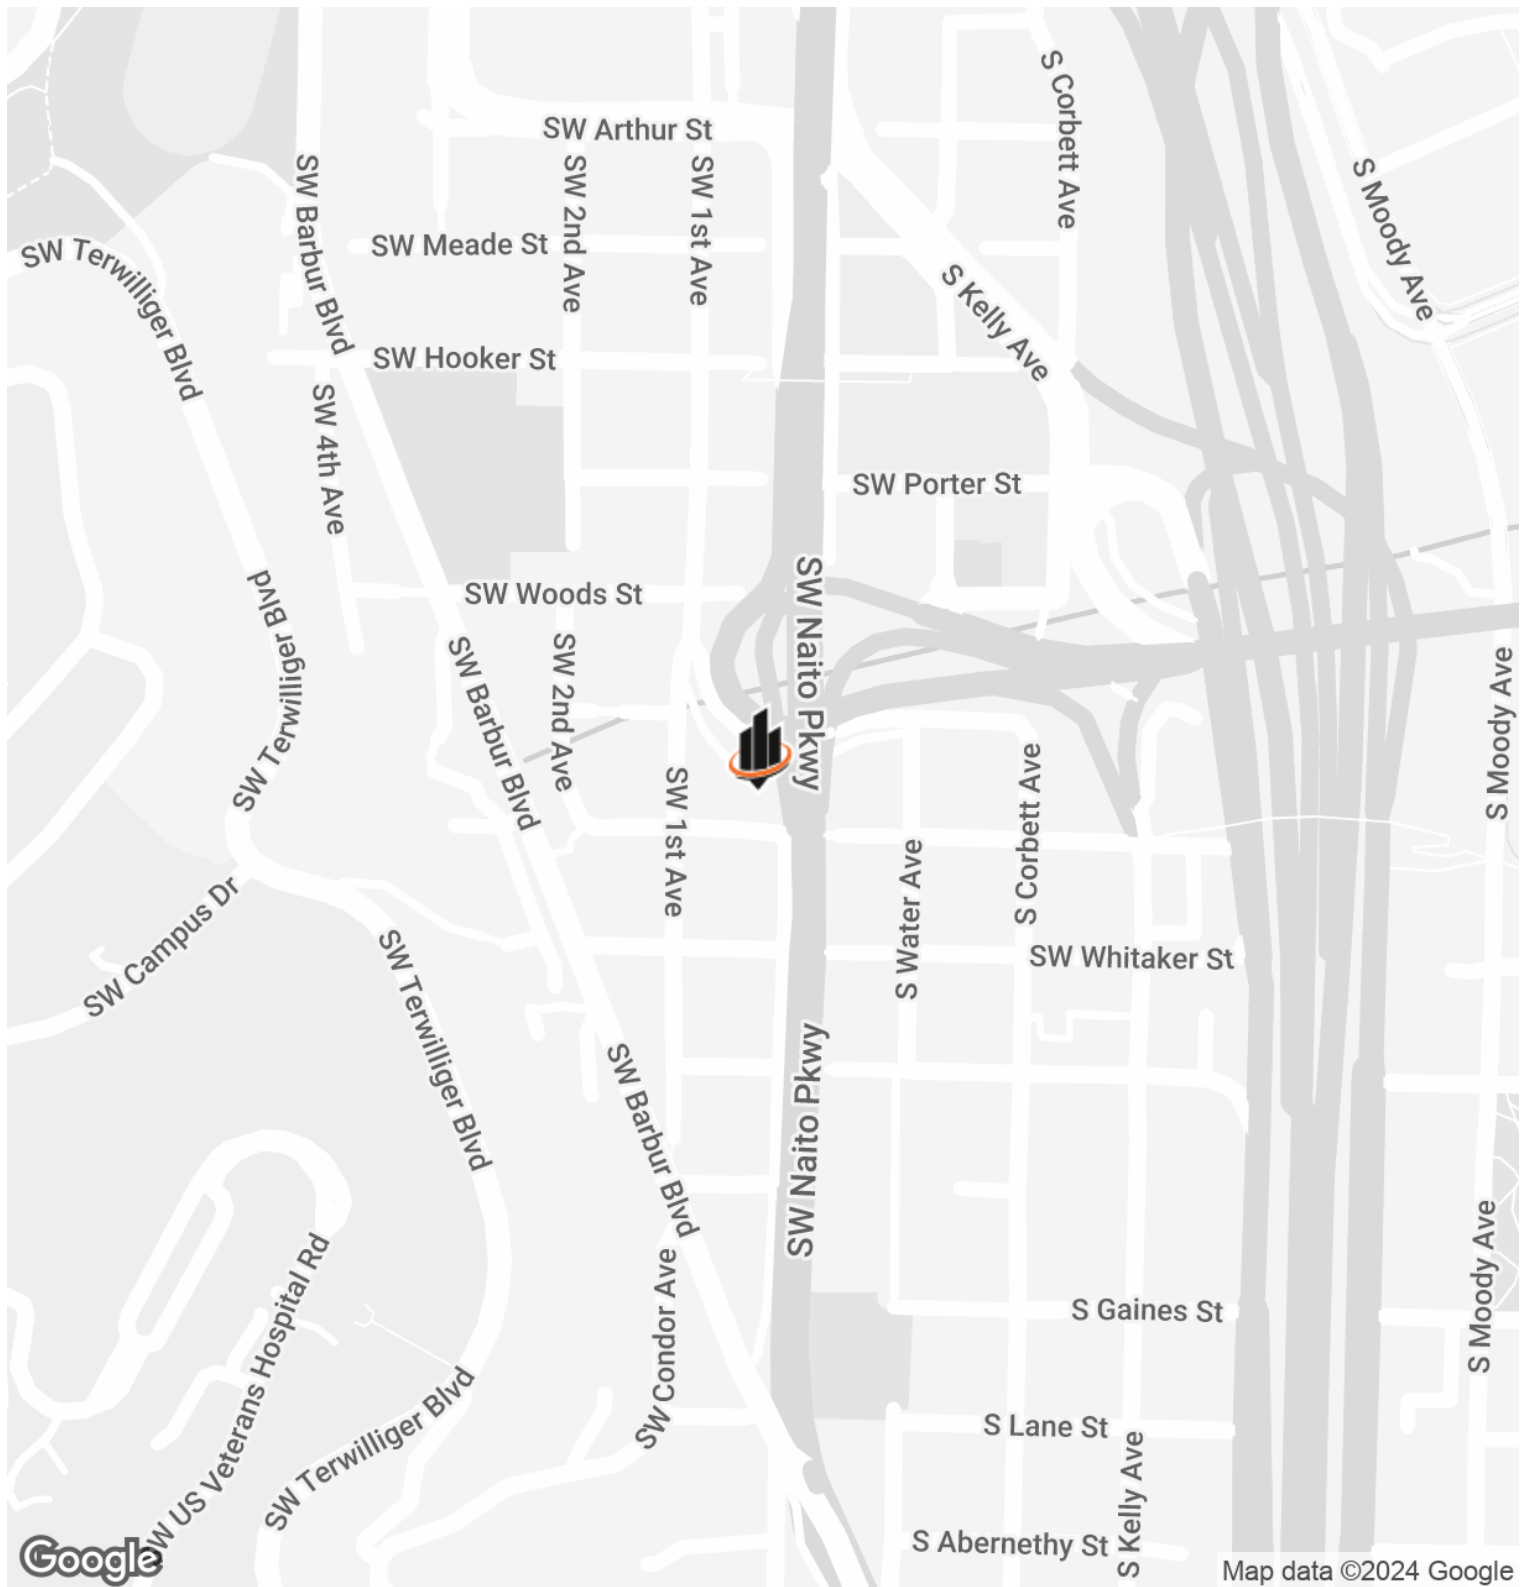 SW Arthur St
S Corbett Ave
SW Barbur Blvd
SW 2nd Ave
SW 1st Ave
S Moody Ave
SW Meade St
SW Terwilliger Blvd
S Kelly Ave
SW Hooker St
SW 4th Ave
SW Porter St
SW Naito Pkwy
SW Terwilliger Blvd
SW Woods St
SW Barbur Blvd
SW 2nd Ave
S Moody Ave
S Corbett Ave
SW 1st Ave
S Water Ave
SW Campus Dr
SW Terwilliger Blvd
SW Whitaker St
SW Naito Pkwy
SW Barbur Blvd
S Moody Ave
SW US Veterans Hospital Rd
SW Condor Ave
S Gaines St
SW Terwilliger Blvd
S Lane St
S Kelly Ave
S Abernethy St
Google
Map data ©2024 Google